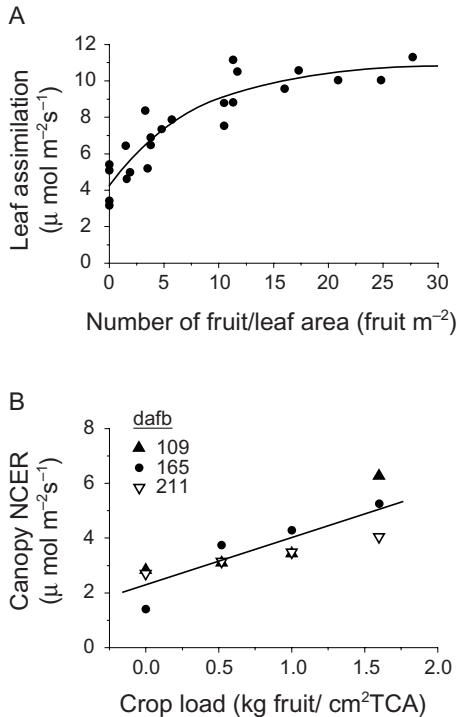 A
Leaf assimilation
(μ mol m⁻²s⁻¹)
12
10
8
6
4
2
0
0 5 10 15 20 25 30
Number of fruit/leaf area (fruit m⁻²)
B
Canopy NCER
(μ mol m⁻²s⁻¹)
8
6
4
2
0
dafb
109
165
211
0.0 0.5 1.0 1.5 2.0
Crop load (kg fruit/ cm²TCA)